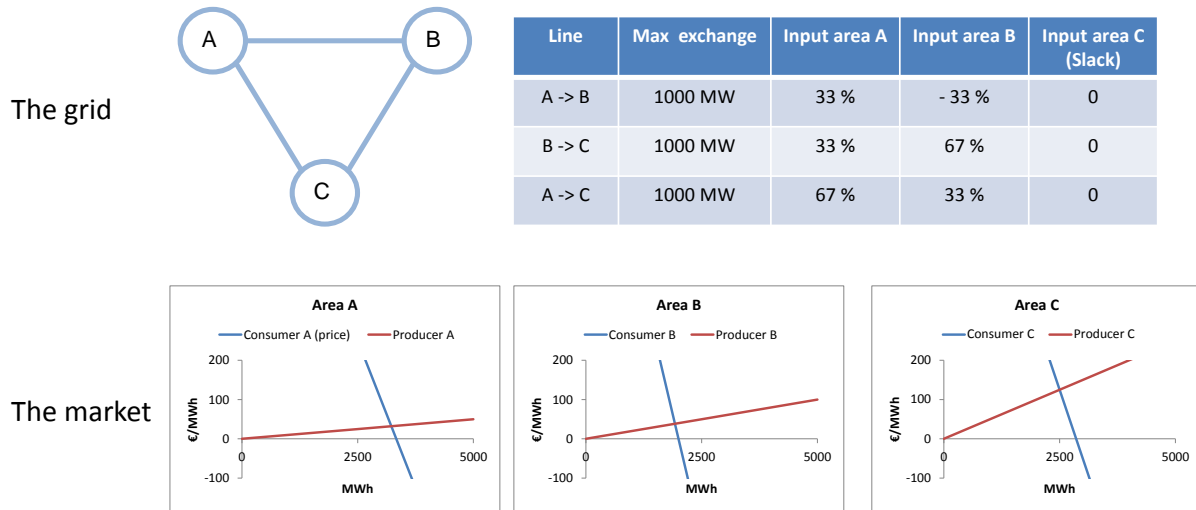 A
B
C
The grid
Line
Max exchange
Input area A
Input area B
Input area C
(Slack)
A -> B
1000 MW
33 %
- 33 %
0
B -> C
1000 MW
33 %
67 %
0
A -> C
1000 MW
67 %
33 %
0
The market
Area A
Consumer A (price)
Producer A
€/MWh
200
100
0
-100
0
2500
5000
MWh
Area B
Consumer B
Producer B
€/MWh
200
100
0
-100
0
2500
5000
MWh
Area C
Consumer C
Producer C
€/MWh
200
100
0
-100
0
2500
5000
MWh